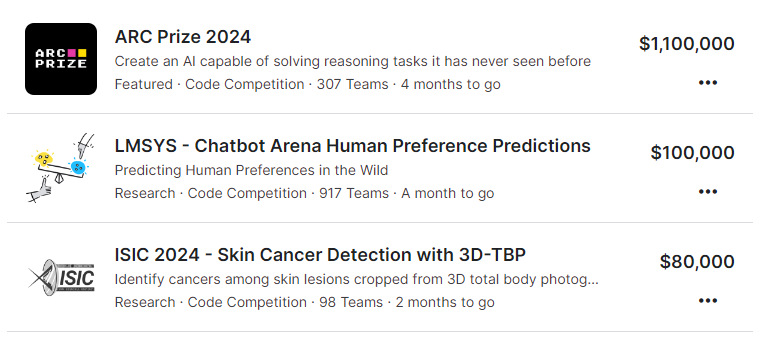 ARC PRIZE
ARC Prize 2024
$1,100,000
Create an AI capable of solving reasoning tasks it has never seen before
Featured · Code Competition · 307 Teams · 4 months to go
LMSYS - Chatbot Arena Human Preference Predictions
$100,000
Predicting Human Preferences in the Wild
Research · Code Competition · 917 Teams · A month to go
ISIC
ISIC 2024 - Skin Cancer Detection with 3D-TBP
$80,000
Identify cancers among skin lesions cropped from 3D total body photog...
Research · Code Competition · 98 Teams · 2 months to go